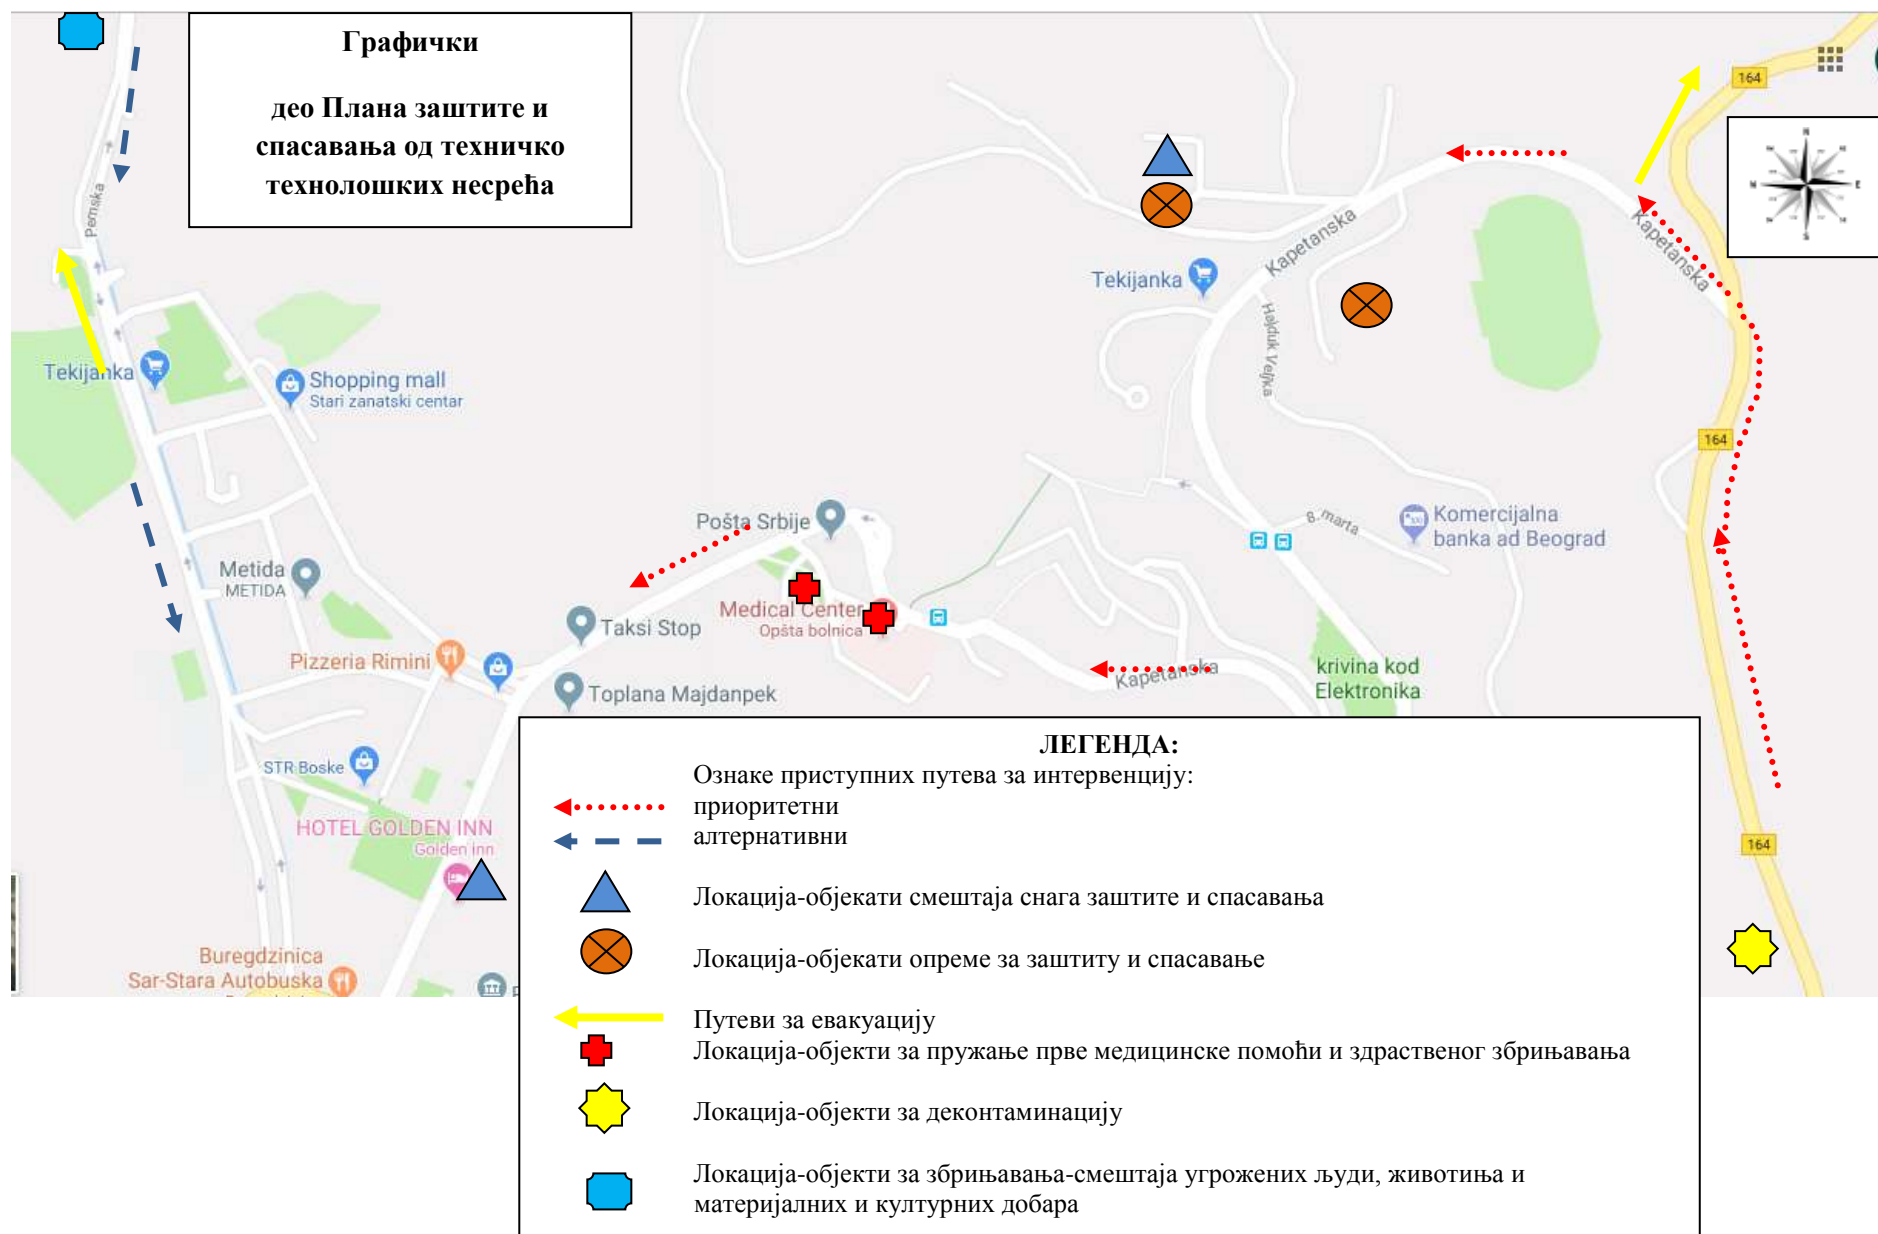 Графички
део Плана заштите и
спасавања од техничко
технолошких несрећа
164
Pemska
Kapetanska
Kapetanska
Tekijanka
Hajduk Veljka
Tekijanka
Shopping mall
Stari zanatski centar
164
Pošta Srbije
8. marta
Komercijalna
banka ad Beograd
Metida
METIDA
Medical Center
Opšta bolnica
Taksi Stop
Pizzeria Rimini
Kapetanska
krivina kod
Elektronika
Toplana Majdanpek
STR Boske
HOTEL GOLDEN INN
Golden inn
164
Buregdzinica
Sar-Stara Autobuska
ЛЕГЕНДА:
Ознаке приступних путева за интервенцију:
приоритетни
алтернативни
Локација-објекати смештаја снага заштите и спасавања
Локација-објекати опреме за заштиту и спасавање
Путеви за евакуацију
Локација-објекти за пружање прве медицинске помоћи и здраственог збрињавања
Локација-објекти за деконтаминацију
Локација-објекти за збрињавања-смештаја угрожених људи, животиња и
материјалних и културних добара